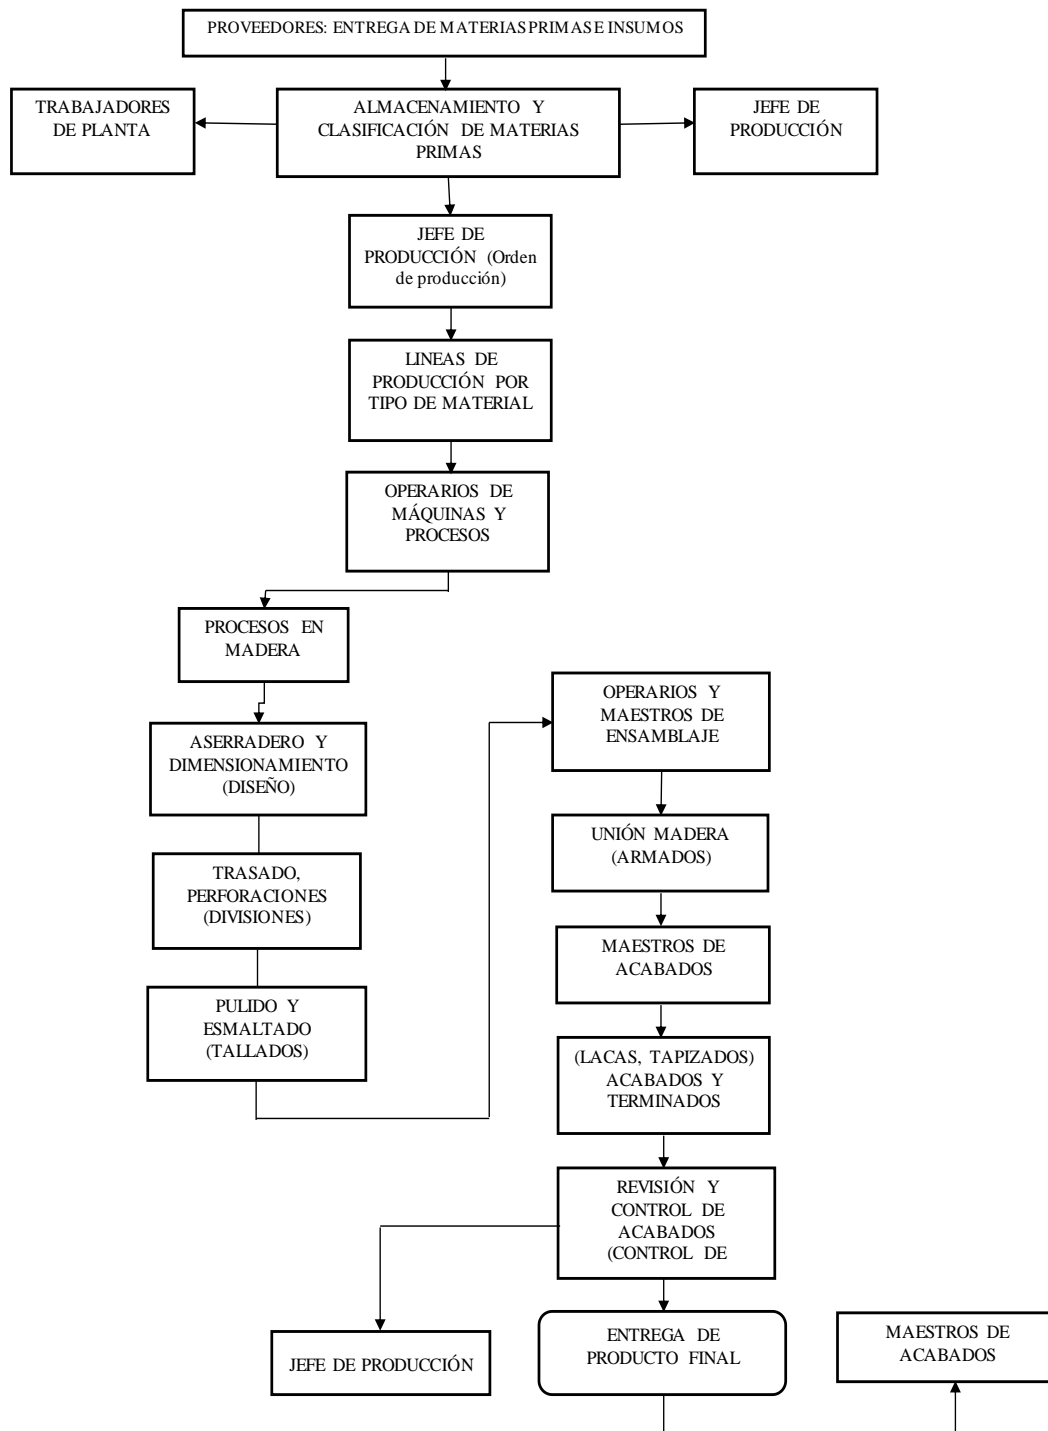 PROVEEDORES: ENTREGA DE MATERIAS PRIMAS E INSUMOS
TRABAJADORES
DE PLANTA
ALMACENAMIENTO Y
CLASIFICACIÓN DE MATERIAS
PRIMAS
JEFE DE
PRODUCCIÓN
JEFE DE
PRODUCCIÓN (Orden
de producción)
LINEAS DE
PRODUCCIÓN POR
TIPO DE MATERIAL
OPERARIOS DE
MÁQUINAS Y
PROCESOS
PROCESOS EN
MADERA
ASERRADERO Y
DIMENSIONAMIENTO
(DISEÑO)
TRASADO,
PERFORACIONES
(DIVISIONES)
PULIDO Y
ESMALTADO
(TALLADOS)
OPERARIOS Y
MAESTROS DE
ENSAMBLAJE
UNIÓN MADERA
(ARMADOS)
MAESTROS DE
ACABADOS
(LACAS, TAPIZADOS)
ACABADOS Y
TERMINADOS
REVISIÓN Y
CONTROL DE
ACABADOS
(CONTROL DE
JEFE DE PRODUCCIÓN
ENTREGA DE
PRODUCTO FINAL
MAESTROS DE
ACABADOS